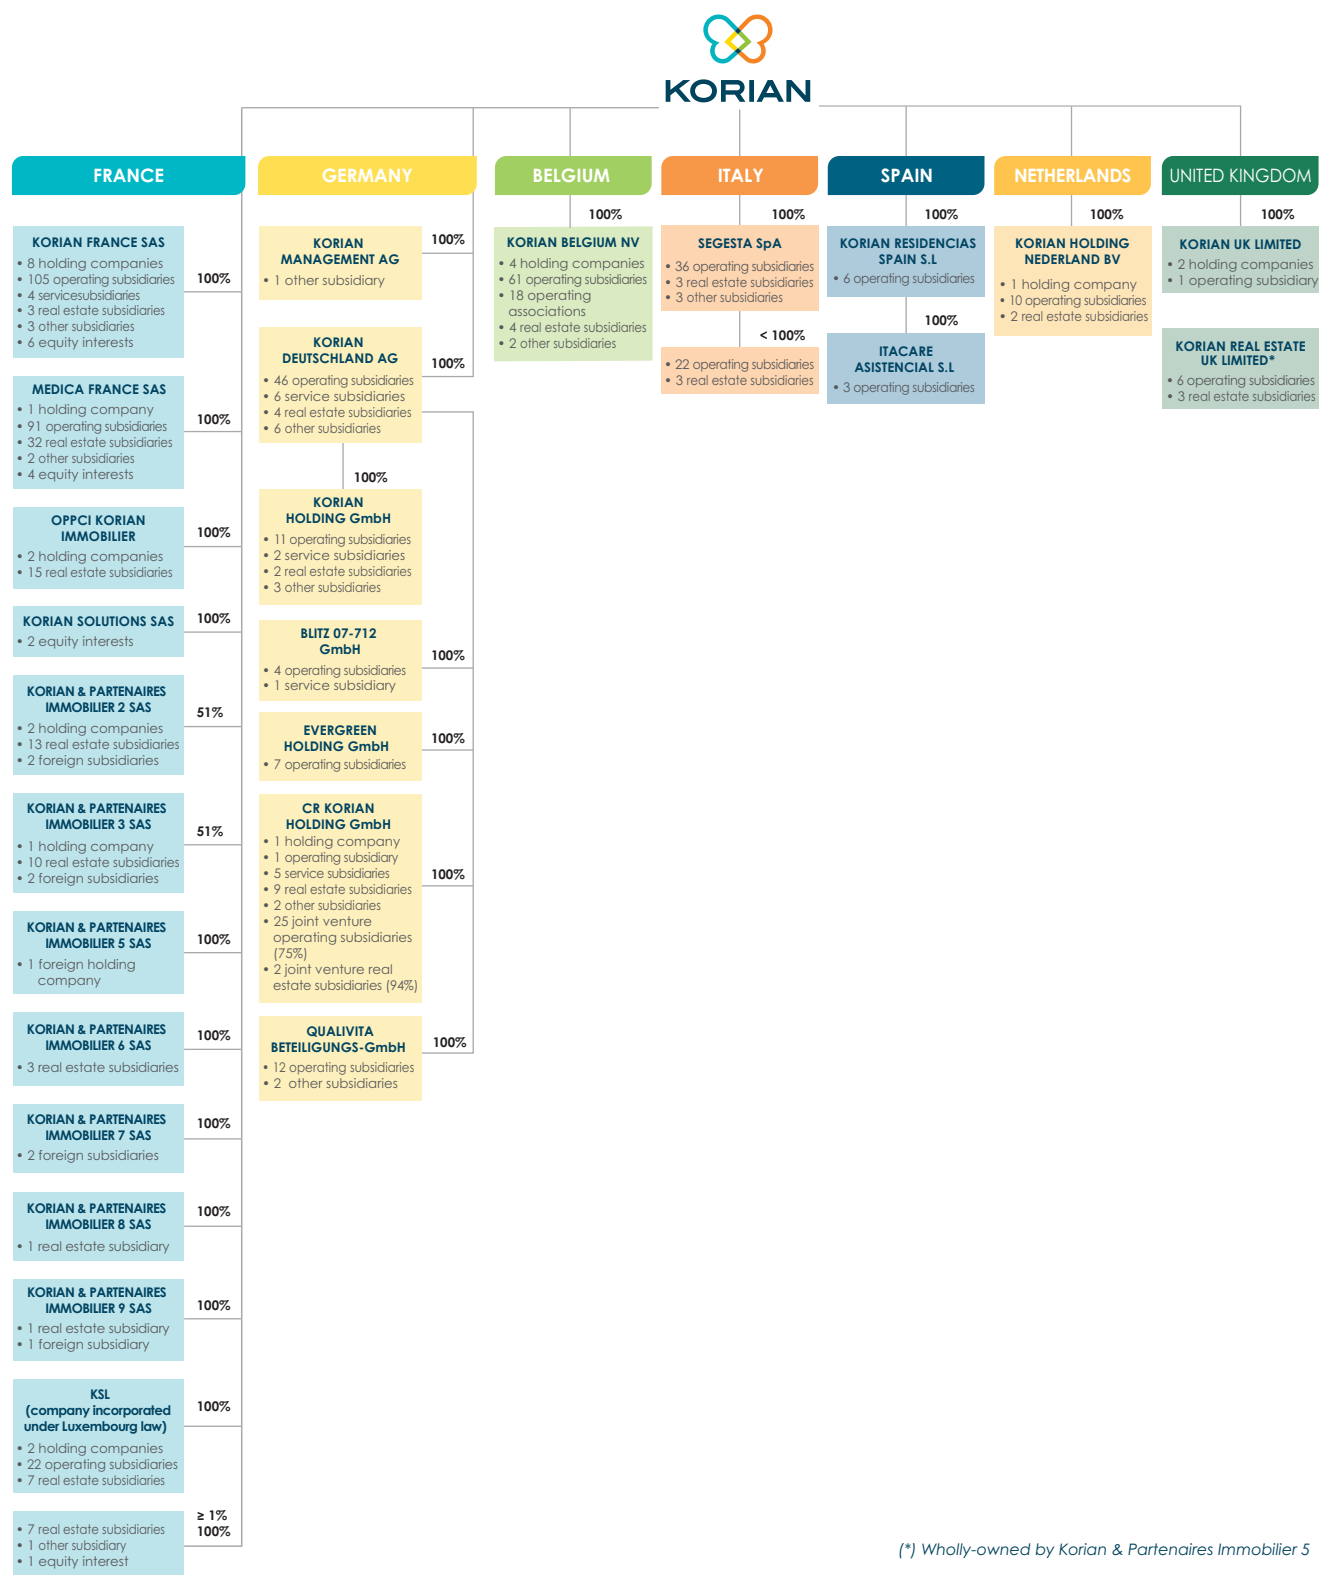 KORIAN
FRANCE
KORIAN FRANCE SAS
• 8 holding companies
• 105 operating subsidiaries
• 4 servicesubsidiaries
• 3 real estate subsidiaries
• 3 other subsidiaries
• 6 equity interests
100%
MEDICA FRANCE SAS
• 1 holding company
• 91 operating subsidiaries
• 32 real estate subsidiaries
• 2 other subsidiaries
• 4 equity interests
100%
OPPCI KORIAN
IMMOBILIER
• 2 holding companies
• 15 real estate subsidiaries
100%
KORIAN SOLUTIONS SAS
• 2 equity interests
100%
KORIAN & PARTENAIRES
IMMOBILIER 2 SAS
• 2 holding companies
• 13 real estate subsidiaries
• 2 foreign subsidiaries
51%
KORIAN & PARTENAIRES
IMMOBILIER 3 SAS
• 1 holding company
• 10 real estate subsidiaries
• 2 foreign subsidiaries
51%
KORIAN & PARTENAIRES
IMMOBILIER 5 SAS
• 1 foreign holding
company
100%
KORIAN & PARTENAIRES
IMMOBILIER 6 SAS
• 3 real estate subsidiaries
100%
KORIAN & PARTENAIRES
IMMOBILIER 7 SAS
• 2 foreign subsidiaries
100%
KORIAN & PARTENAIRES
IMMOBILIER 8 SAS
• 1 real estate subsidiary
100%
KORIAN & PARTENAIRES
IMMOBILIER 9 SAS
• 1 real estate subsidiary
• 1 foreign subsidiary
100%
KSL
(company incorporated
under Luxembourg law)
• 2 holding companies
• 22 operating subsidiaries
• 7 real estate subsidiaries
100%
• 7 real estate subsidiaries
• 1 other subsidiary
• 1 equity interest
≥ 1%
100%
GERMANY
KORIAN
MANAGEMENT AG
• 1 other subsidiary
100%
KORIAN
DEUTSCHLAND AG
• 46 operating subsidiaries
• 6 service subsidiaries
• 4 real estate subsidiaries
• 6 other subsidiaries
100%
100%
KORIAN
HOLDING GmbH
• 11 operating subsidiaries
• 2 service subsidiaries
• 2 real estate subsidiaries
• 3 other subsidiaries
BLITZ 07-712
GmbH
• 4 operating subsidiaries
• 1 service subsidiary
100%
EVERGREEN
HOLDING GmbH
• 7 operating subsidiaries
100%
CR KORIAN
HOLDING GmbH
• 1 holding company
• 1 operating subsidiary
• 5 service subsidiaries
• 9 real estate subsidiaries
• 2 other subsidiaries
• 25 joint venture
operating subsidiaries
(75%)
• 2 joint venture real
estate subsidiaries (94%)
100%
QUALIVITA
BETEILIGUNGS-GmbH
• 12 operating subsidiaries
• 2 other subsidiaries
100%
BELGIUM
100%
KORIAN BELGIUM NV
• 4 holding companies
• 61 operating subsidiaries
• 18 operating
associations
• 4 real estate subsidiaries
• 2 other subsidiaries
ITALY
100%
SEGESTA SpA
• 36 operating subsidiaries
• 3 real estate subsidiaries
• 3 other subsidiaries
< 100%
• 22 operating subsidiaries
• 3 real estate subsidiaries
SPAIN
100%
KORIAN RESIDENCIAS
SPAIN S.L
• 6 operating subsidiaries
100%
ITACARE
ASISTENCIAL S.L
• 3 operating subsidiaries
NETHERLANDS
100%
KORIAN HOLDING
NEDERLAND BV
• 1 holding company
• 10 operating subsidiaries
• 2 real estate subsidiaries
UNITED KINGDOM
100%
KORIAN UK LIMITED
• 2 holding companies
• 1 operating subsidiary
KORIAN REAL ESTATE
UK LIMITED*
• 6 operating subsidiaries
• 3 real estate subsidiaries
(*) Wholly-owned by Korian & Partenaires Immobilier 5